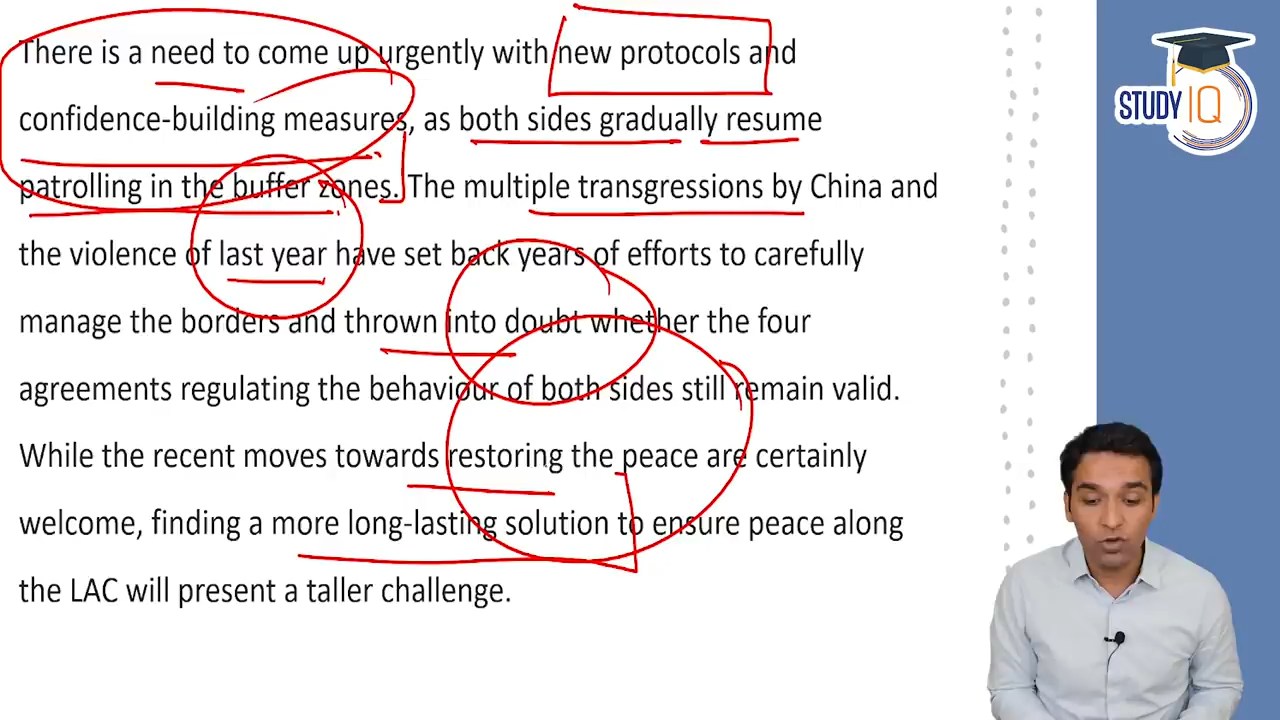 There is a need to come up urgently with new protocols and
confidence-building measures, as both sides gradually resume
patrolling in the buffer zones. The multiple transgressions by China and
the violence of last year have set back years of efforts to carefully
manage the borders and thrown into doubt whether the four
agreements regulating the behaviour of both sides still remain valid.
While the recent moves towards restoring the peace are certainly
welcome, finding a more long-lasting solution to ensure peace along
the LAC will present a taller challenge.
STUDY IQ